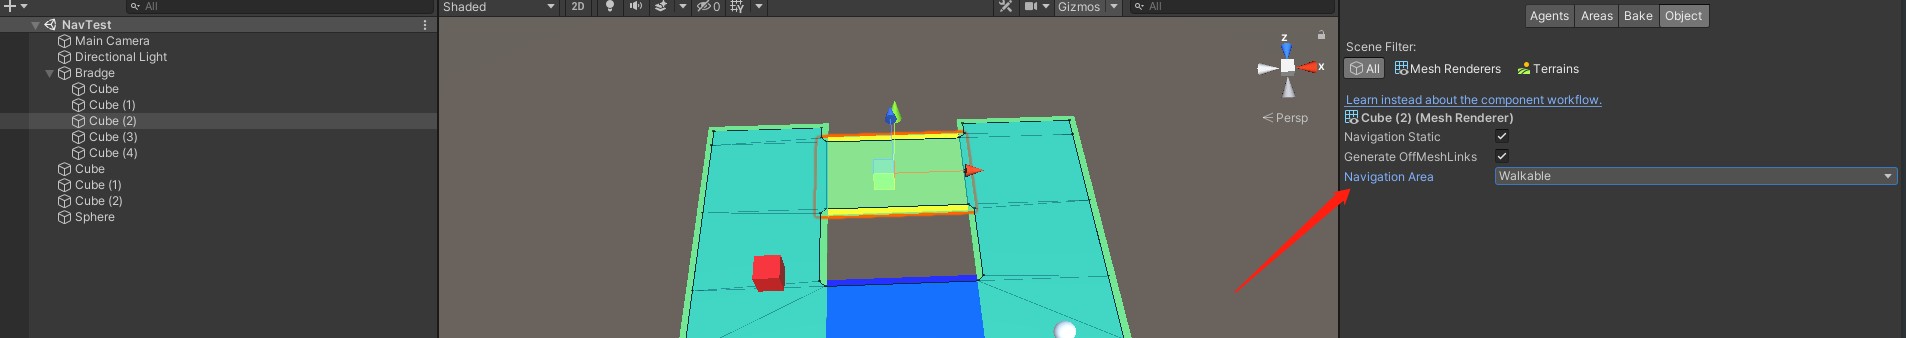 All
NavTest
Main Camera
Directional Light
Bradge
Cube
Cube (1)
Cube (2)
Cube (3)
Cube (4)
Cube
Cube (1)
Cube (2)
Sphere
Shaded 2D 0 Gizmos All
z
x
Persp
Agents Areas Bake Object
Scene Filter:
All Mesh Renderers Terrains
Learn instead about the component workflow.
Cube (2) (Mesh Renderer)
Navigation Static
Generate OffMeshLinks
Navigation Area Walkable